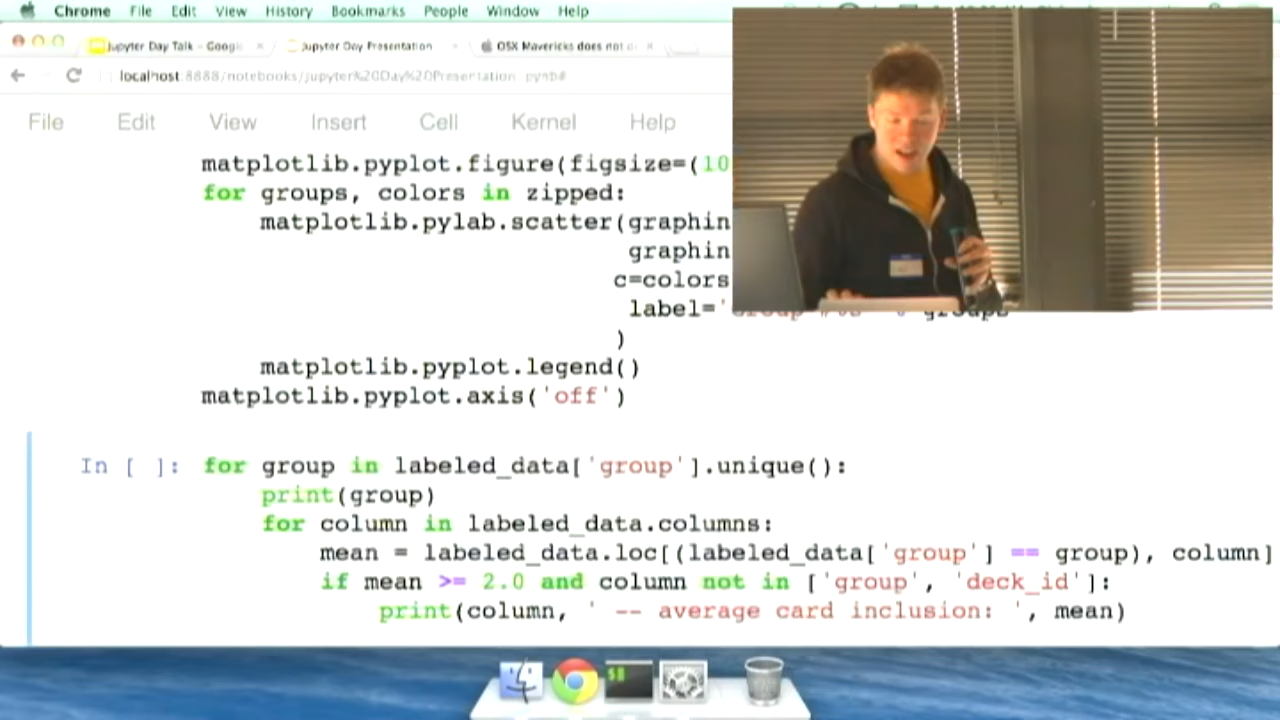 Chrome File Edit View History Bookmarks People Window Help
Jupyter Day Talk - Googl Jupyter Day Presentation OSX Mavericks does not d
localhost:8888/notebooks/Jupyter%20Day%20Presentation.ipynb#
File Edit View Insert Cell Kernel Help
matplotlib.pyplot.figure(figsize=(10
for groups, colors in zipped:
matplotlib.pylab.scatter(graphin
graphin
c=colors
label='
)
matplotlib.pyplot.legend()
matplotlib.pyplot.axis('off')
In [ ]: for group in labeled_data['group'].unique():
print(group)
for column in labeled_data.columns:
mean = labeled_data.loc[(labeled_data['group'] == group), column]
if mean >= 2.0 and column not in ['group', 'deck_id']:
print(column, ' -- average card inclusion: ', mean)